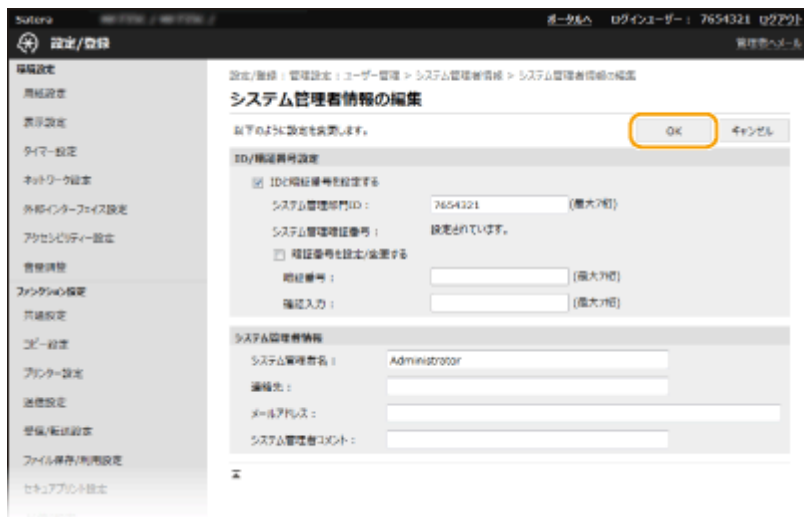 Satera
ポータルへ ログインユーザー： 7654321 ログアウト
設定/登録
管理者へメール
環境設定
用紙設定
表示設定
タイマー設定
ネットワーク設定
外部インターフェイス設定
アクセシビリティー設定
音量調整
ファンクション設定
共通設定
コピー設定
プリンター設定
送信設定
受信/転送設定
ファイル保存/利用設定
セキュアプリント設定
設定/登録 : 管理設定 : ユーザー管理 > システム管理者情報 > システム管理者情報の編集
システム管理者情報の編集
以下のように設定を変更します。
OK
キャンセル
ID/暗証番号設定
IDと暗証番号を設定する
システム管理部門ID： 7654321 (最大7桁)
システム管理暗証番号： 設定されています。
暗証番号を設定/変更する
暗証番号： (最大7桁)
確認入力： (最大7桁)
システム管理者情報
システム管理者名： Administrator
連絡先：
メールアドレス：
システム管理者コメント：